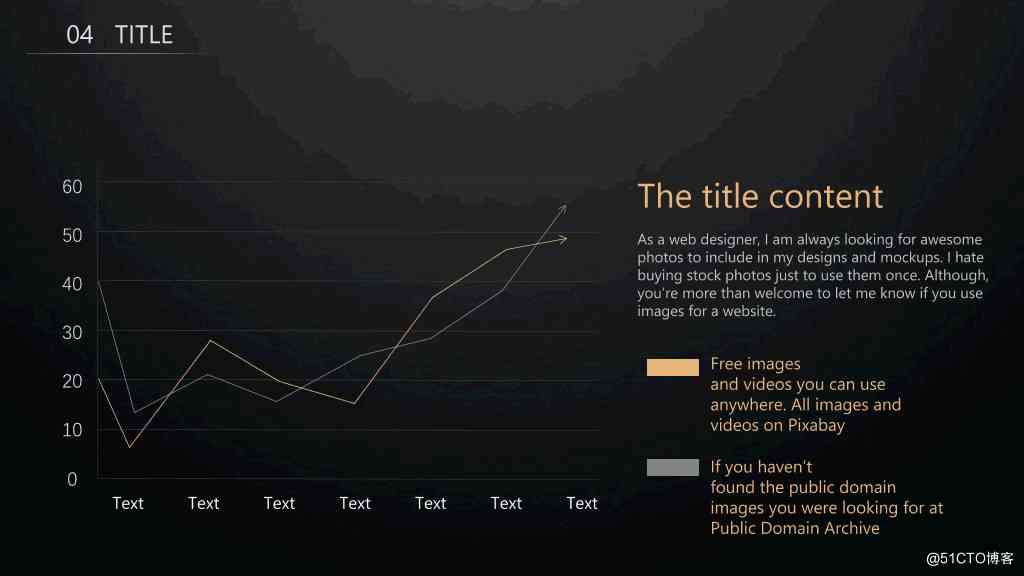 04 TITLE
60
50
40
30
20
10
0
Text Text Text Text Text Text Text
The title content
As a web designer, I am always looking for awesome
photos to include in my designs and mockups. I hate
buying stock photos just to use them once. Although,
you're more than welcome to let me know if you use
images for a website.
Free images
and videos you can use
anywhere. All images and
videos on Pixabay
If you haven't
found the public domain
images you were looking for at
Public Domain Archive
@51CTO博客